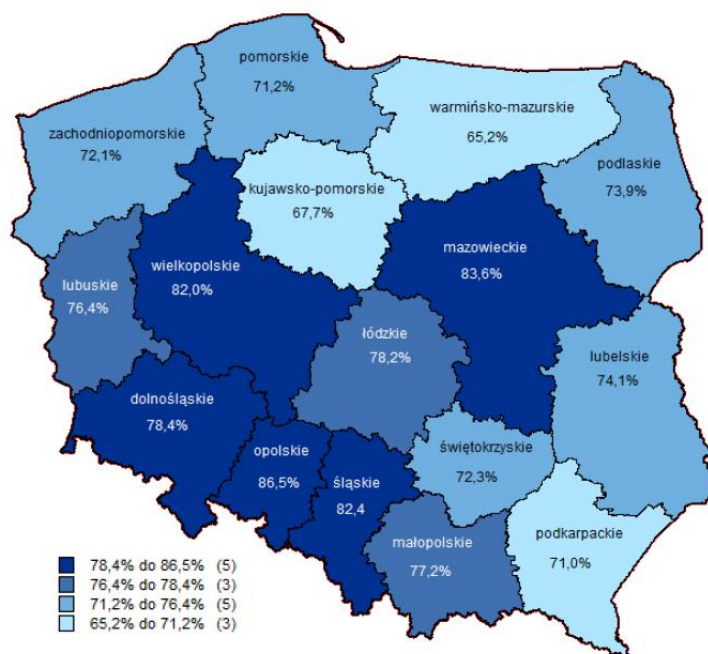 pomorskie
71,2%
warmińsko-mazurskie
65,2%
zachodniopomorskie
72,1%
podlaskie
73,9%
kujawsko-pomorskie
67,7%
mazowieckie
83,6%
wielkopolskie
82,0%
lubuskie
76,4%
łódzkie
78,2%
lubelskie
74,1%
dolnośląskie
78,4%
opolskie
86,5%
śląskie
82,4
świętokrzyskie
72,3%
małopolskie
77,2%
podkarpackie
71,0%
78,4% do 86,5% (5)
76,4% do 78,4% (3)
71,2% do 76,4% (5)
65,2% do 71,2% (3)